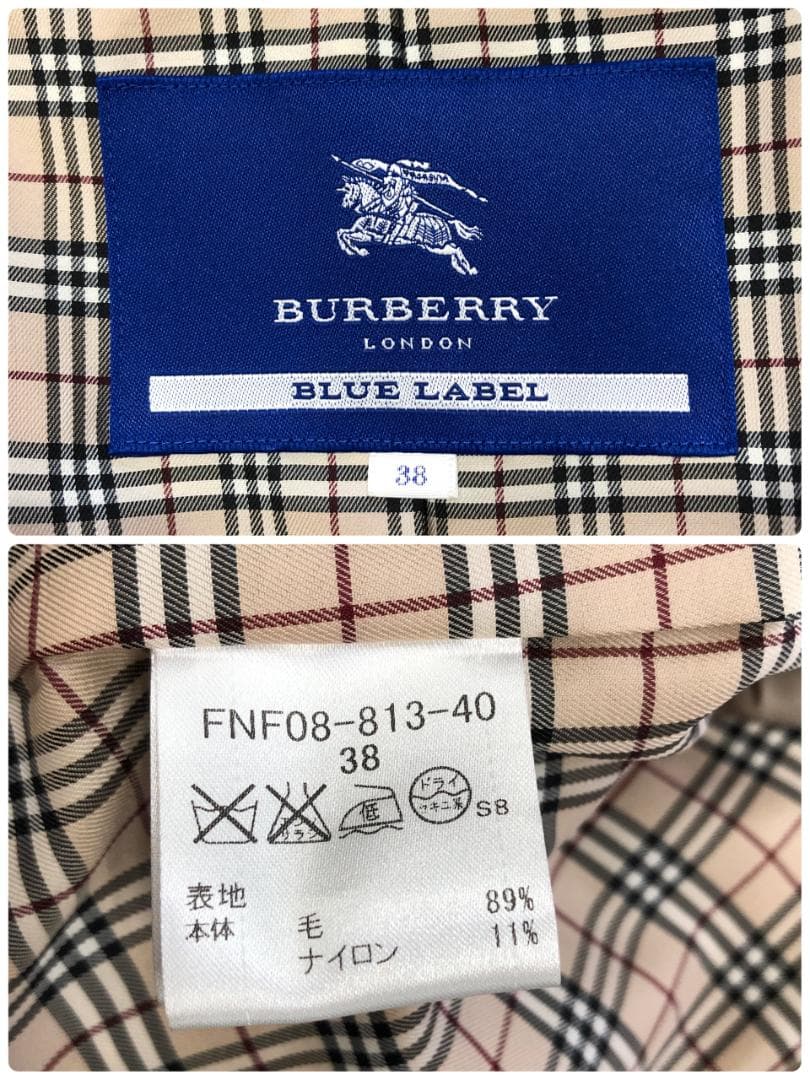 BURBERRY
LONDON
BLUE LABEL
38
FNF08-813-40
38
低
ドライ
S8
表地
本体 毛 89%
ナイロン 11%